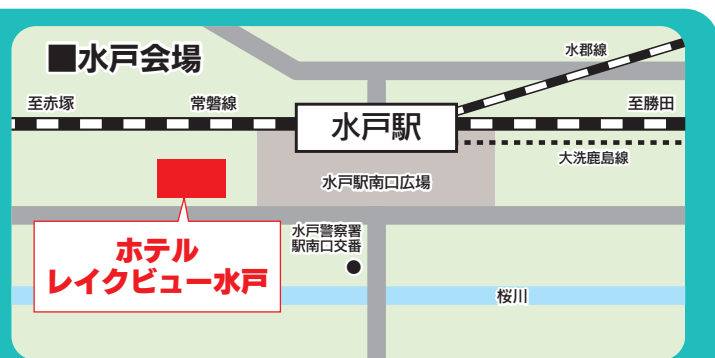 ■水戸会場
水郡線
至赤塚
常磐線
至勝田
水戸駅
大洗鹿島線
水戸駅南口広場
水戸警察署
駅南口交番
ホテル
レイクビュー水戸
桜川